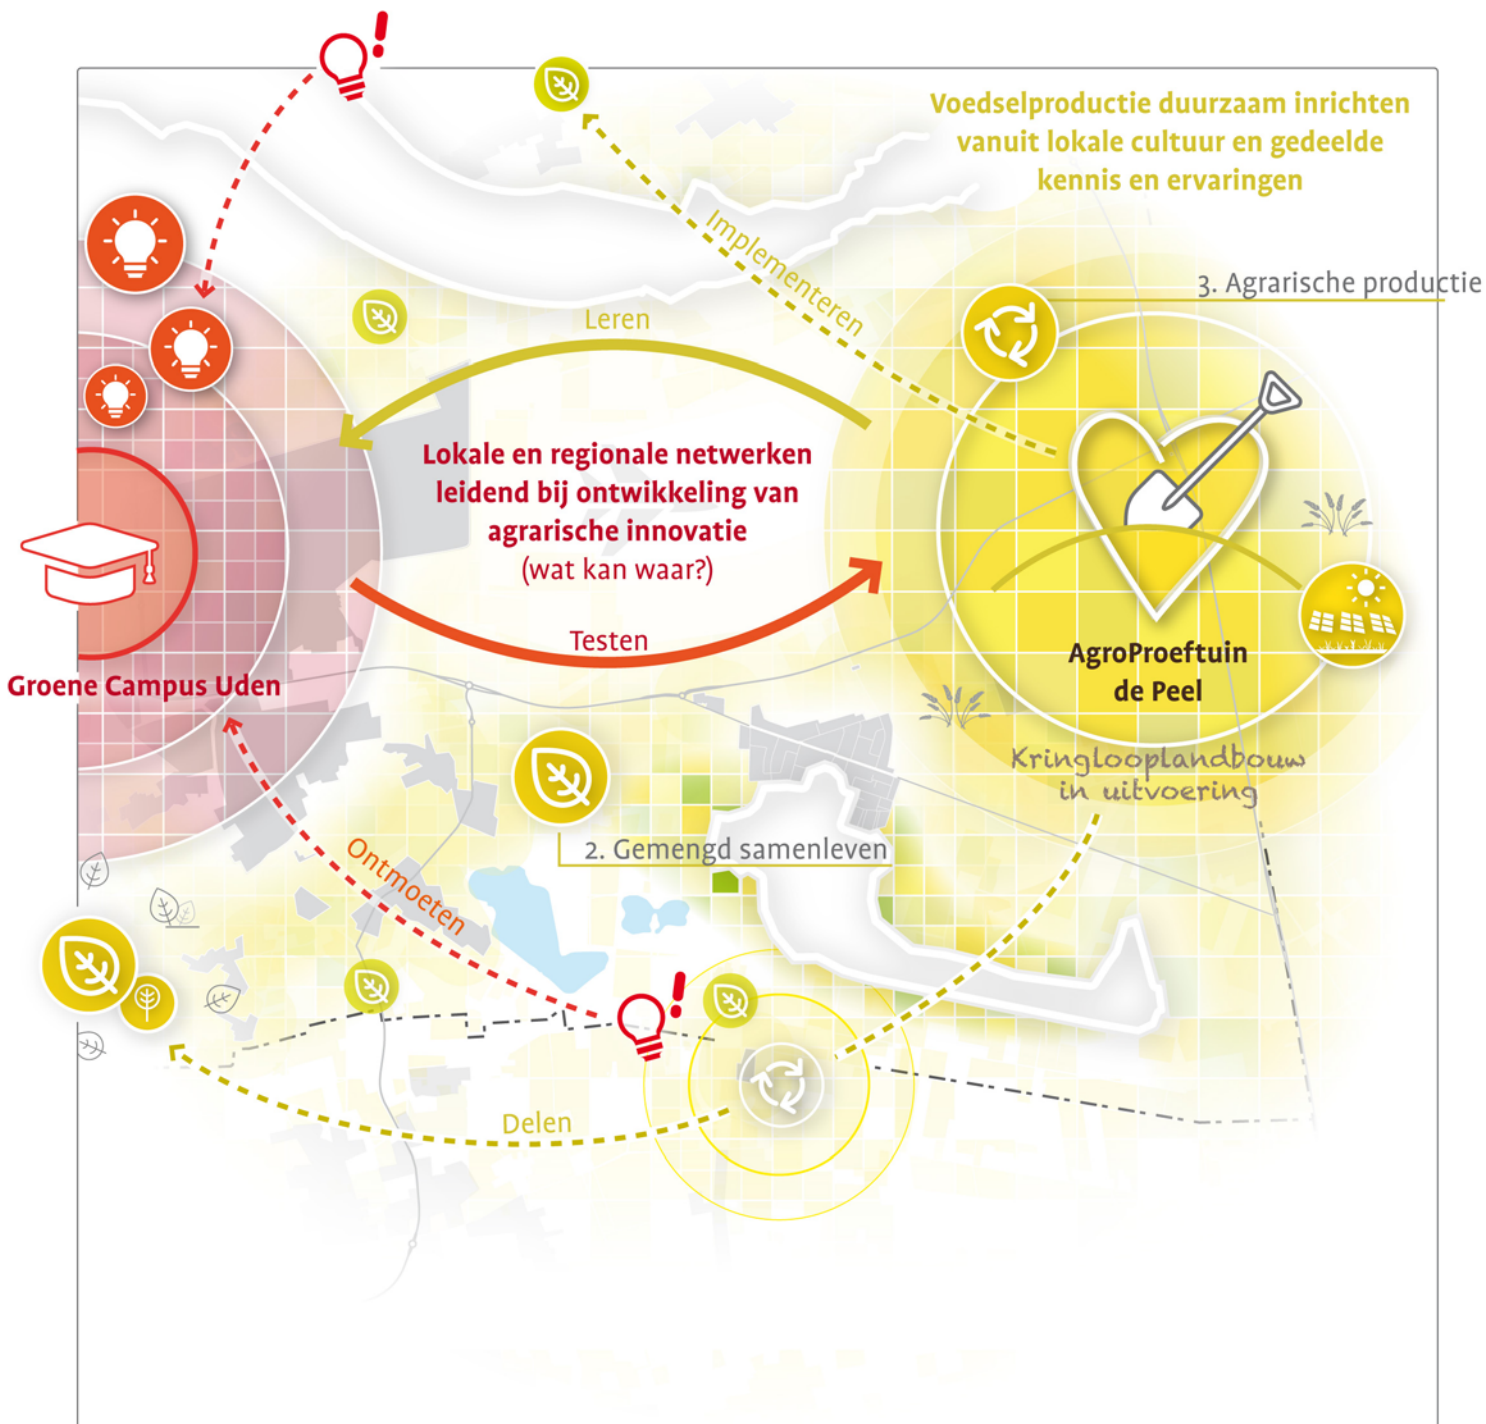 Voedselproductie duurzaam inrichten
vanuit lokale cultuur en gedeelde
kennis en ervaringen
Implementeren
3. Agrarische productie
Leren
Lokale en regionale netwerken
leidend bij ontwikkeling van
agrarische innovatie
(wat kan waar?)
Testen
AgroProeftuin
de Peel
Groene Campus Uden
Kringlooplandbouw
in uitvoering
2. Gemengd samenleven
Ontmoeten
Delen